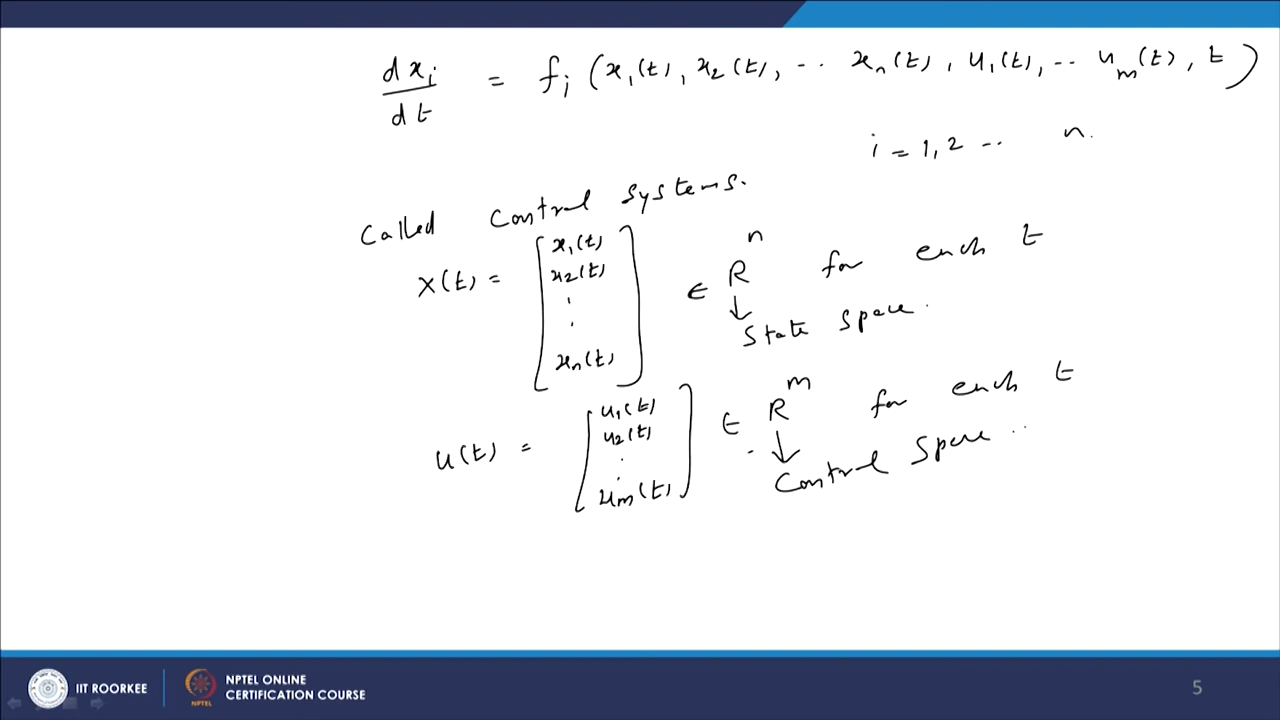 dx_i/dt = f_i (x_1(t), x_2(t), .. x_n(t), u_1(t), .. u_m(t), t)
i = 1, 2 .. n.
Called Control Systems.
X(t) = [x_1(t) x_2(t) : : x_n(t)] ∈ R^n for each t
↓
State Space.
u(t) = [u_1(t) u_2(t) : u_m(t)] ∈ R^m for each t
↓
Control Space ..
IIT ROORKEE
NPTEL ONLINE
CERTIFICATION COURSE
NPTEL
5